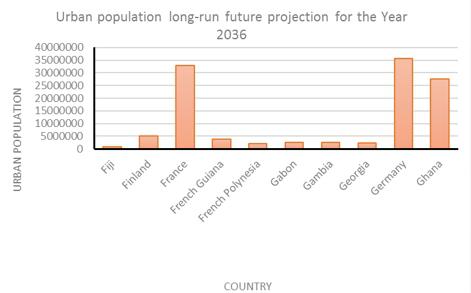 Urban population long-run future projection for the Year
2036
URBAN POPULATION
40000000
35000000
30000000
25000000
20000000
15000000
10000000
5000000
0
Fiji
Finland
France
French Guiana
French Polynesia
Gabon
Gambia
Georgia
Germany
Ghana
COUNTRY